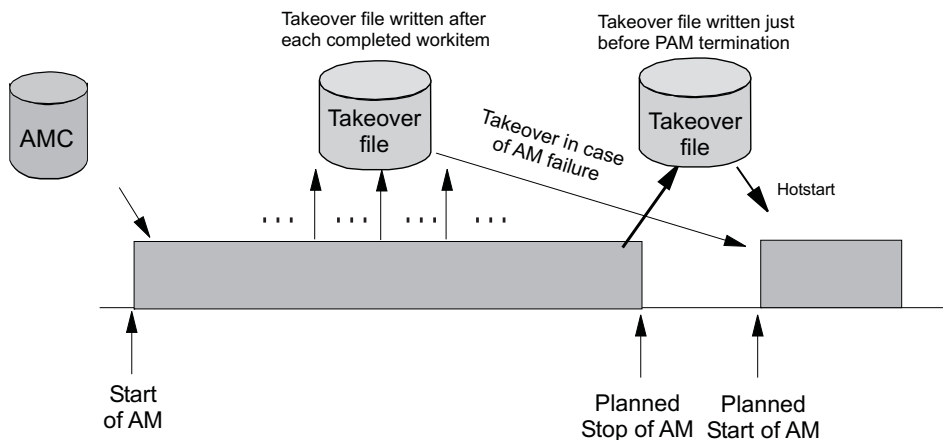 Takeover file written after
each completed workitem
Takeover file written just
before PAM termination
AMC
Takeover
file
Takeover in case
of AM failure
Takeover
file
Hotstart
... ... ... ...
Start
of AM
Planned
Stop of AM
Planned
Start of AM